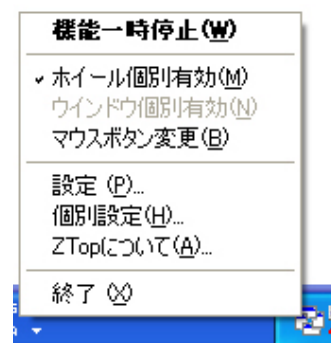 機能一時停止(W)
ホイール個別有効(M)
ウインドウ個別有効(N)
マウスボタン変更(B)
設定 (P)...
個別設定(H)...
ZTopについて(A)...
終了 (X)